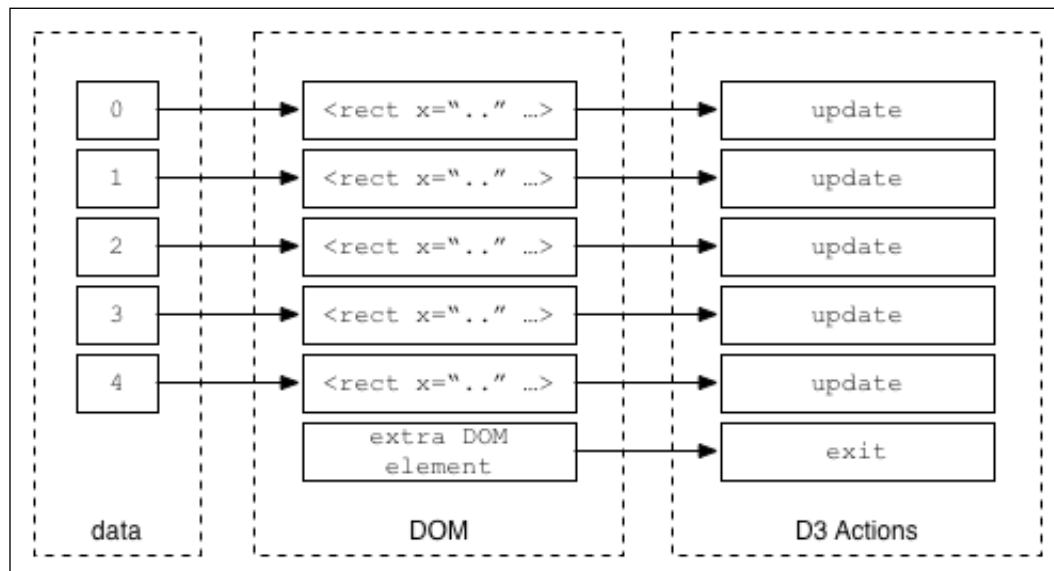 0 <rect x=“..” …> update
1 <rect x=“..” …> update
2 <rect x=“..” …> update
3 <rect x=“..” …> update
4 <rect x=“..” …> update
extra DOM
element
exit
data DOM D3 Actions